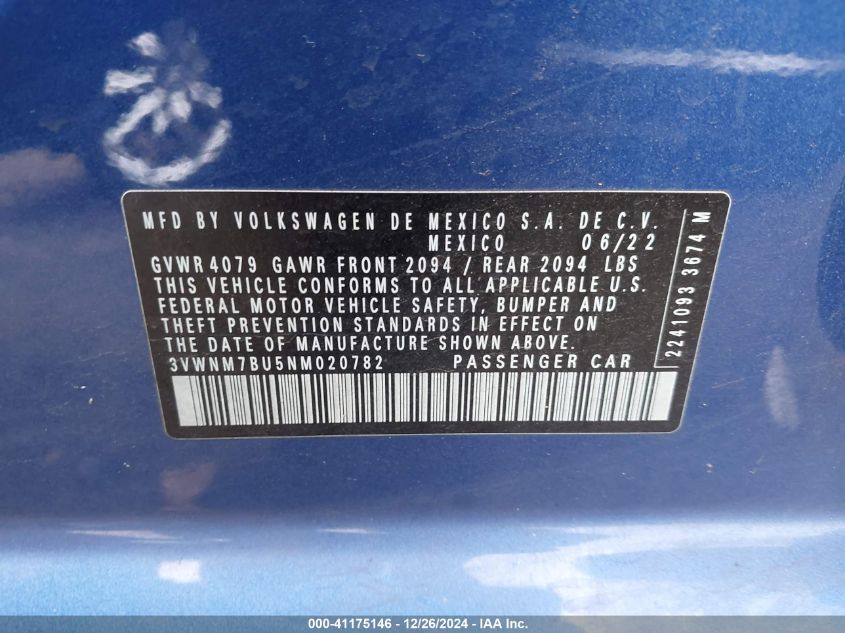 MFD BY VOLKSWAGEN DE MEXICO S.A. DE C.V.
MEXICO 06/22
GVWR 4079 GAWR FRONT 2094 / REAR 2094 LBS
THIS VEHICLE CONFORMS TO ALL APPLICABLE U.S.
FEDERAL MOTOR VEHICLE SAFETY, BUMPER AND
THEFT PREVENTION STANDARDS IN EFFECT ON
THE DATE OF MANUFACTURE SHOWN ABOVE.
3VWNM7BU5NM020782 PASSENGER CAR
2241093 3674 M
000-41175146 - 12/26/2024 - IAA Inc.